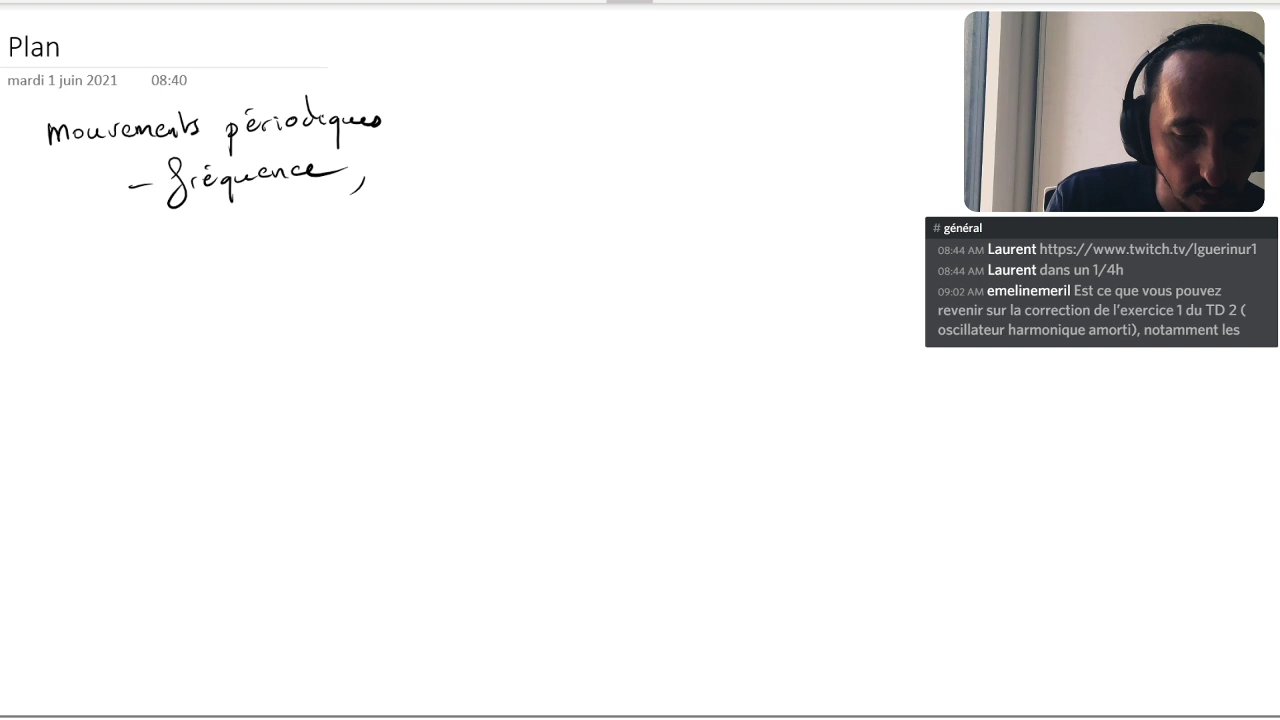 Plan
mardi 1 juin 2021 08:40
Mouvements périodiques
- fréquence,
# général
08:44 AM Laurent https://www.twitch.tv/lguerinur1
08:44 AM Laurent dans un 1/4h
09:02 AM emelinemeril Est ce que vous pouvez
revenir sur la correction de l'exercice 1 du TD 2 (
oscillateur harmonique amorti), notamment les